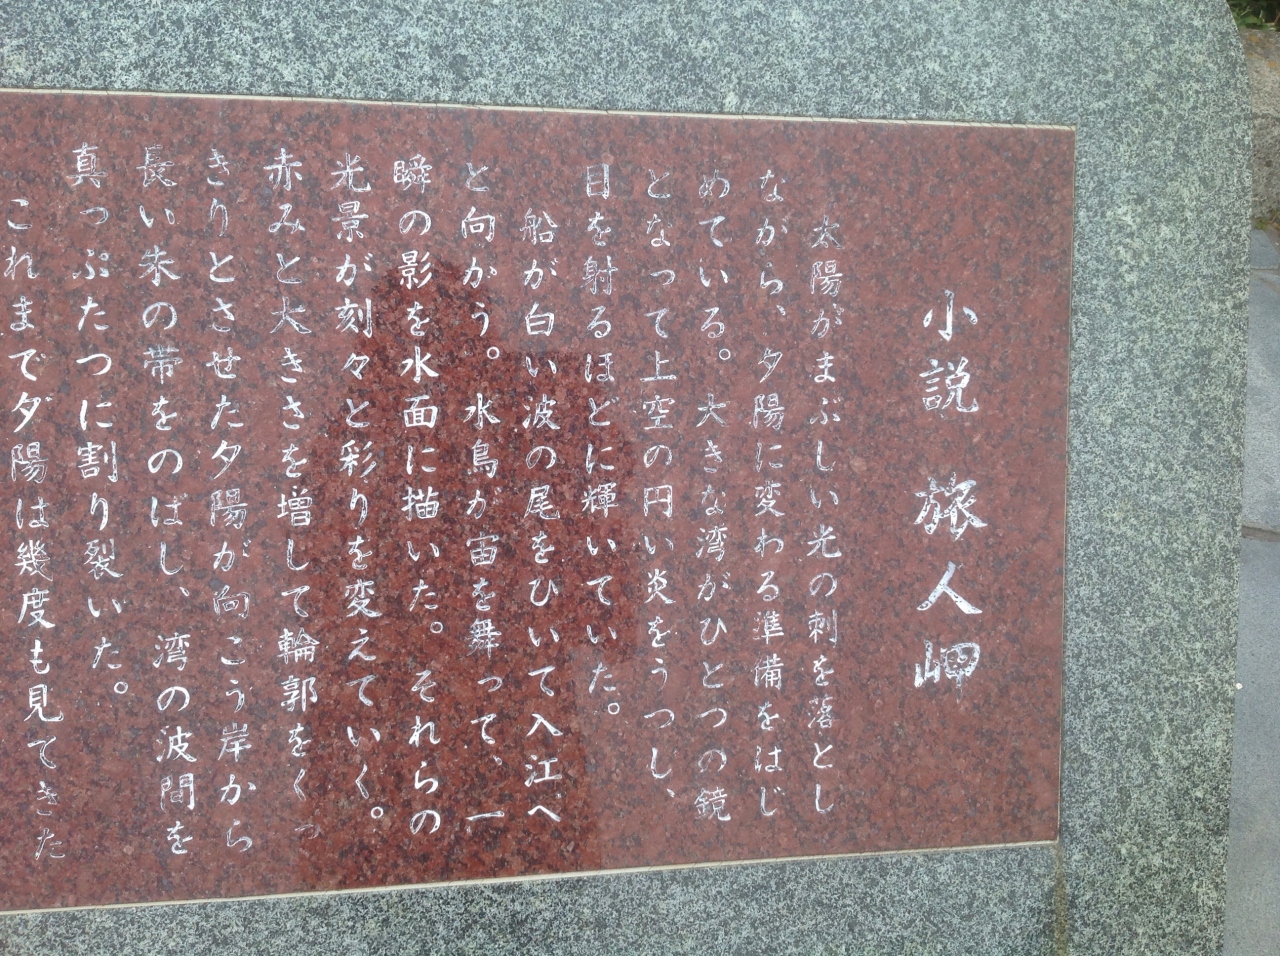 小説 旅人岬
太陽がまぶしい光の刺を落とし
ながら、夕陽に変わる準備をはじ
めている。大きな湾がひとつの鏡
となって上空の円い炎をうつし、
目を射るほどに輝いていた。
船が白い波の尾をひいて入江へ
と向かう。水鳥が宙を舞って、一
瞬の影を水面に描いた。それらの
光景が刻々と彩りを変えていく。
赤みと大きさを増して輪郭をくっ
きりとさせた夕陽が向こう岸から
長い朱の帯をのばし、湾の波間を
真っぷたつに割り裂いた。
これまで夕陽は幾度も見てきた